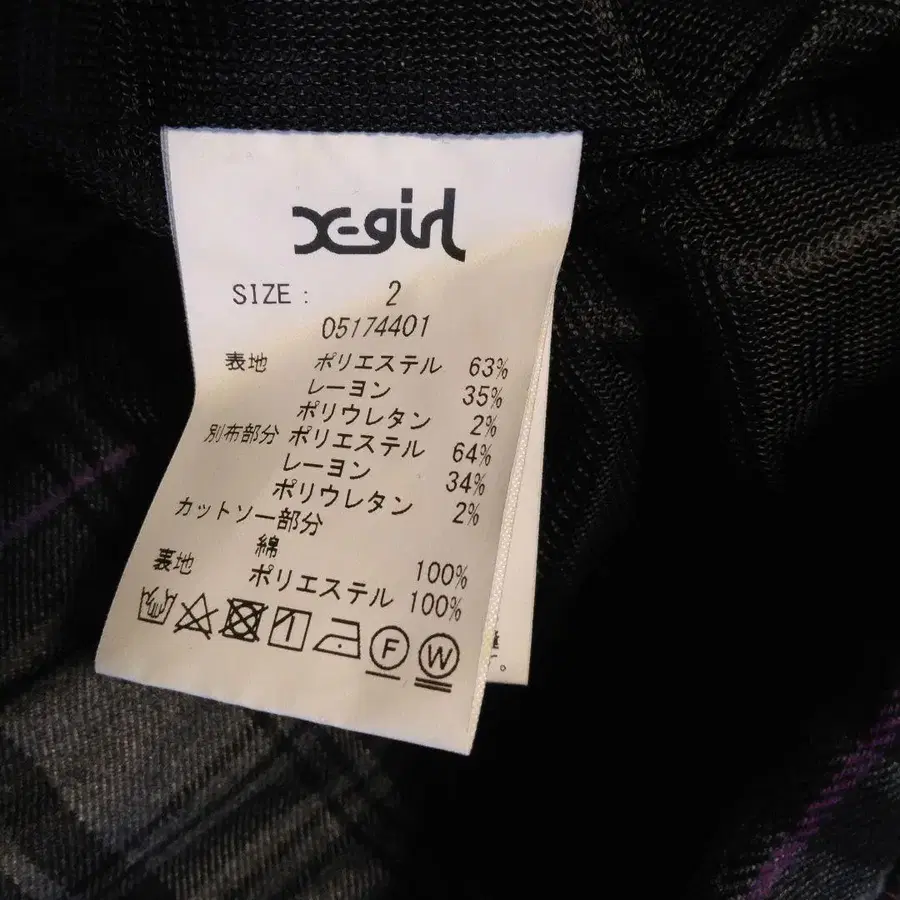 X-girl
SIZE : 2
05174401
表地 ポリエステル 63%
レーヨン 35%
ポリウレタン 2%
別布部分 ポリエステル 64%
レーヨン 34%
ポリウレタン 2%
カットソー部分
綿 100%
表地 ポリエステル 100%
F W
す。